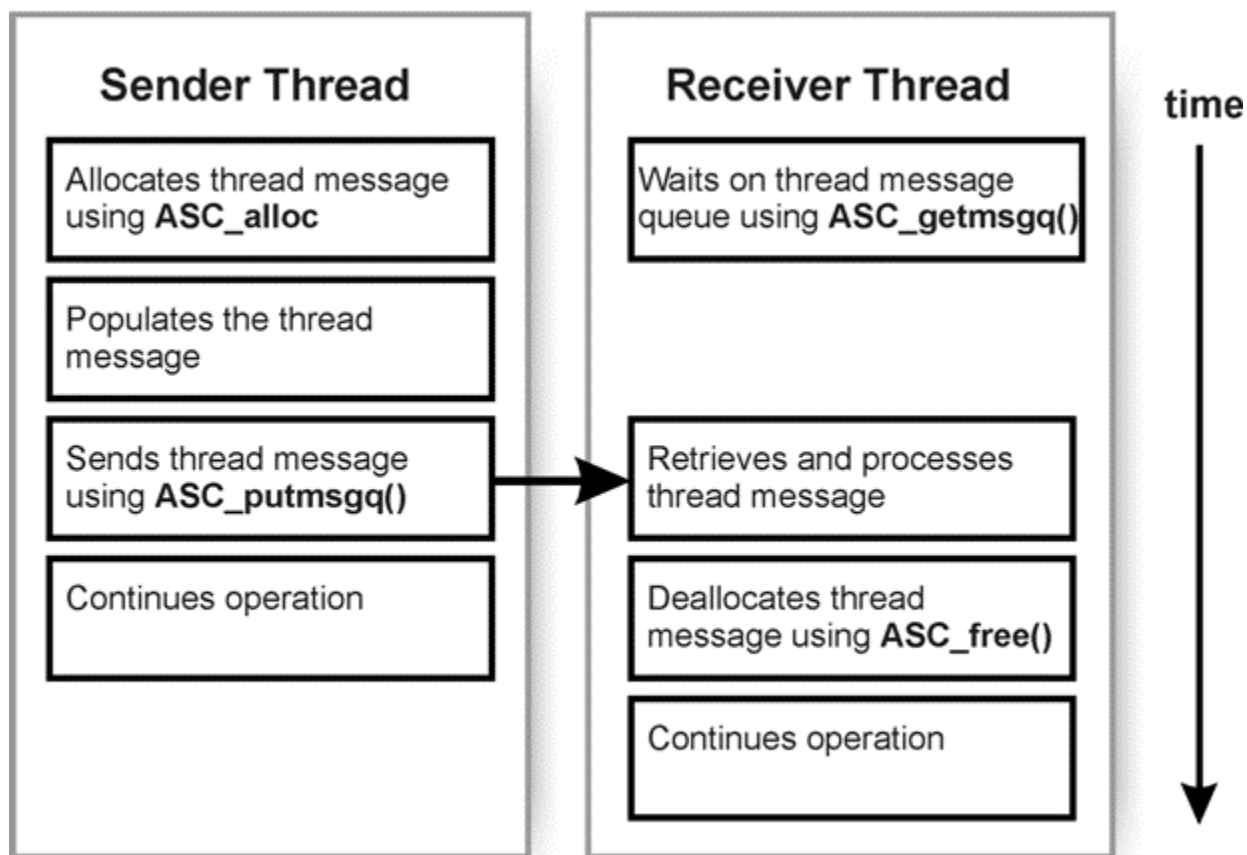 Sender Thread
Allocates thread message
using ASC_alloc
Populates the thread
message
Sends thread message
using ASC_putmsgq()
Continues operation
Receiver Thread
Waits on thread message
queue using ASC_getmsgq()
Retrieves and processes
thread message
Deallocates thread
message using ASC_free()
Continues operation
time